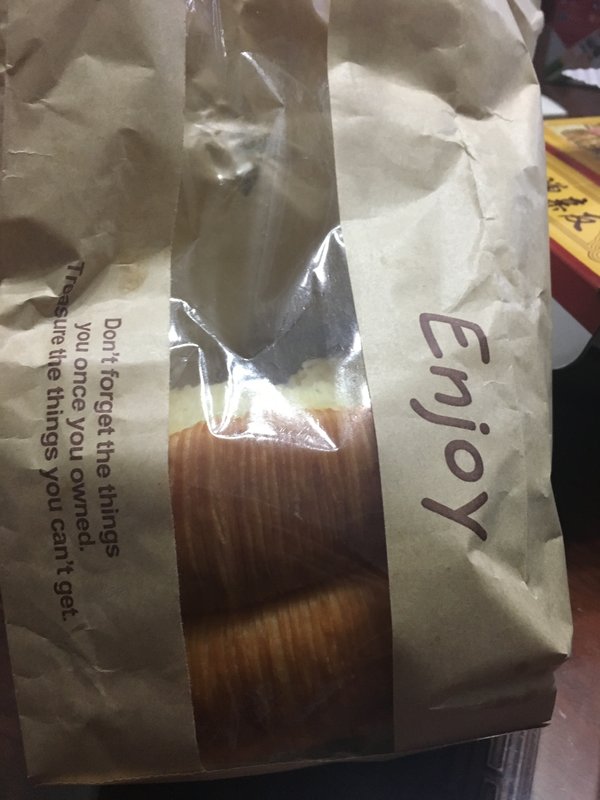 Enjoy
Don't forget the things
you once you owned.
Treasure the things you can't get.